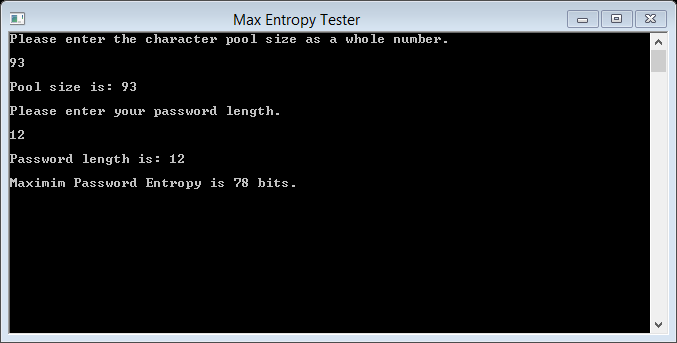 Max Entropy Tester
Please enter the character pool size as a whole number.
93
Pool size is: 93
Please enter your password length.
12
Password length is: 12
Maximim Password Entropy is 78 bits.